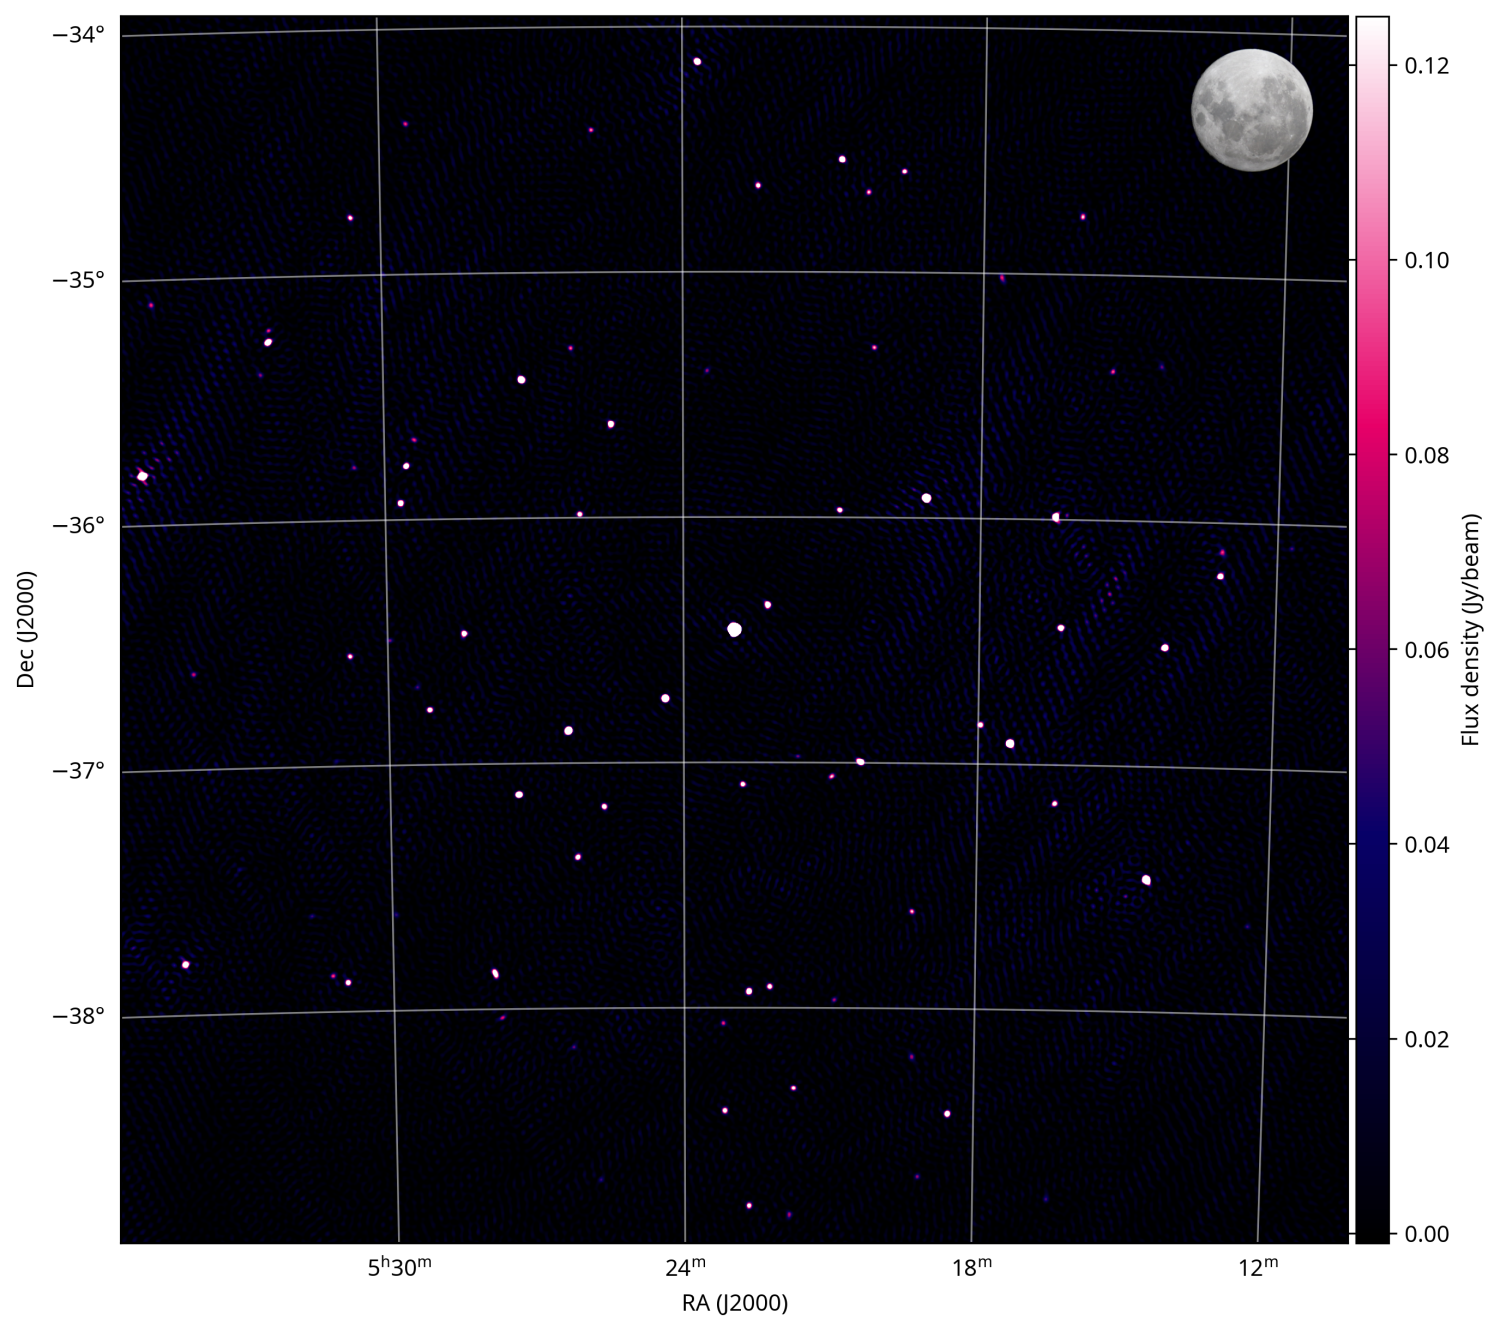 −34°
−35°
−36°
−37°
−38°
Dec (J2000)
5ʰ30ᵐ
24ᵐ
18ᵐ
12ᵐ
RA (J2000)
0.12
0.10
0.08
0.06
0.04
0.02
0.00
Flux density (Jy/beam)